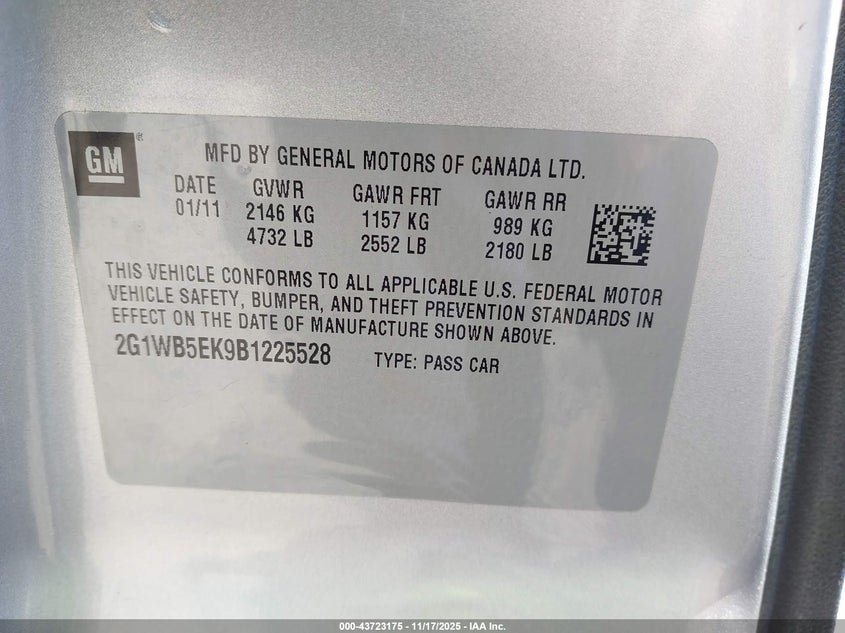 GM®
MFD BY GENERAL MOTORS OF CANADA LTD.
DATE GVWR GAWR FRT GAWR RR
01/11 2146 KG 1157 KG 989 KG
4732 LB 2552 LB 2180 LB
THIS VEHICLE CONFORMS TO ALL APPLICABLE U.S. FEDERAL MOTOR
VEHICLE SAFETY, BUMPER, AND THEFT PREVENTION STANDARDS IN
EFFECT ON THE DATE OF MANUFACTURE SHOWN ABOVE.
2G1WB5EK9B1225528 TYPE: PASS CAR
000-43723175 — 11/17/2025 — IAA Inc.